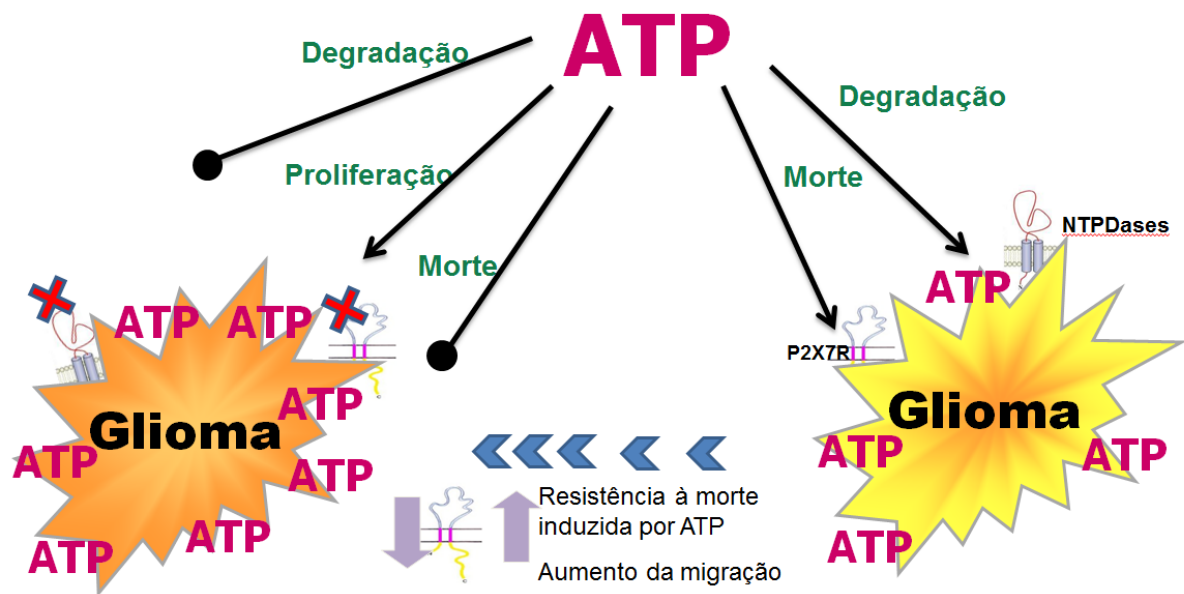 ATP
Degradação
Degradação
Proliferação
Morte
Morte
NTPDases
ATP
ATP
ATP
P2X7R
ATP
Glioma
Glioma
ATP
ATP
ATP
ATP
ATP
ATP
ATP
ATP
Resistência à morte
induzida por ATP
Aumento da migração